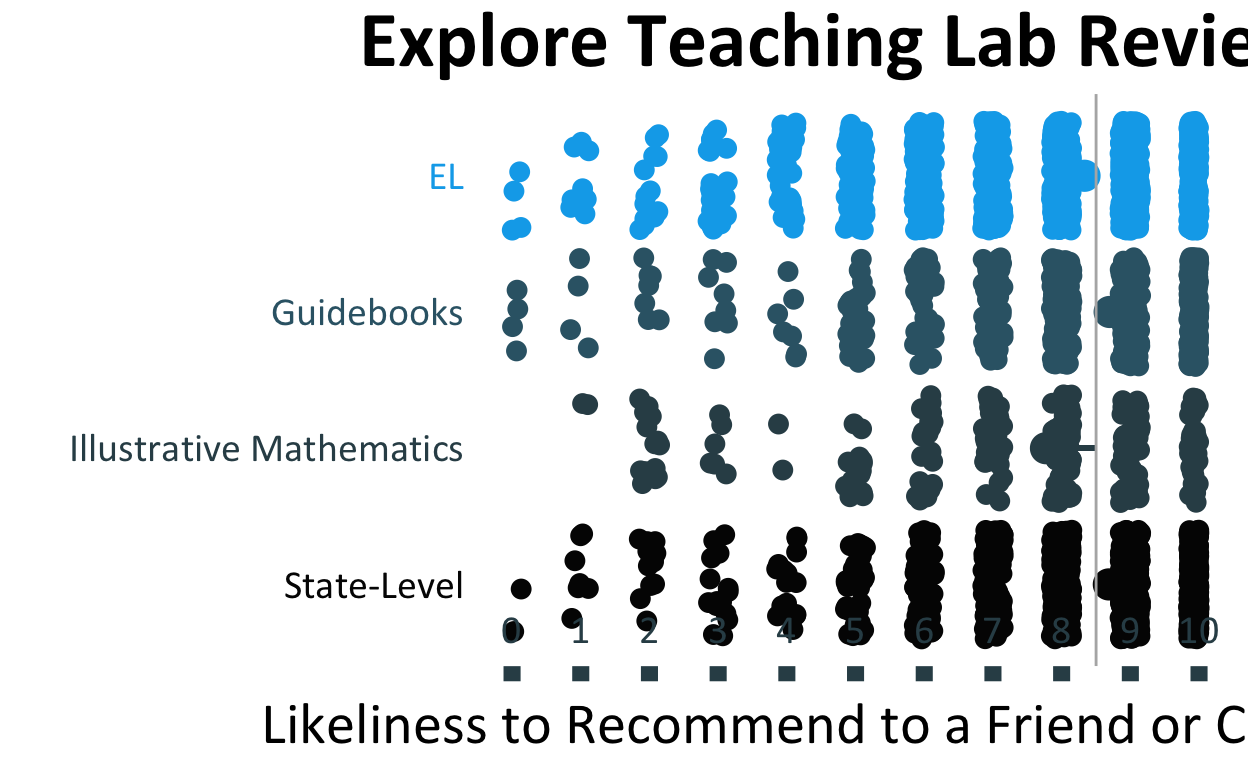 Explore Teaching Lab Revie
EL
Guidebooks
Illustrative Mathematics
State-Level
0 1 2 3 4 5 6 7 8 9 10
Likeliness to Recommend to a Friend or C